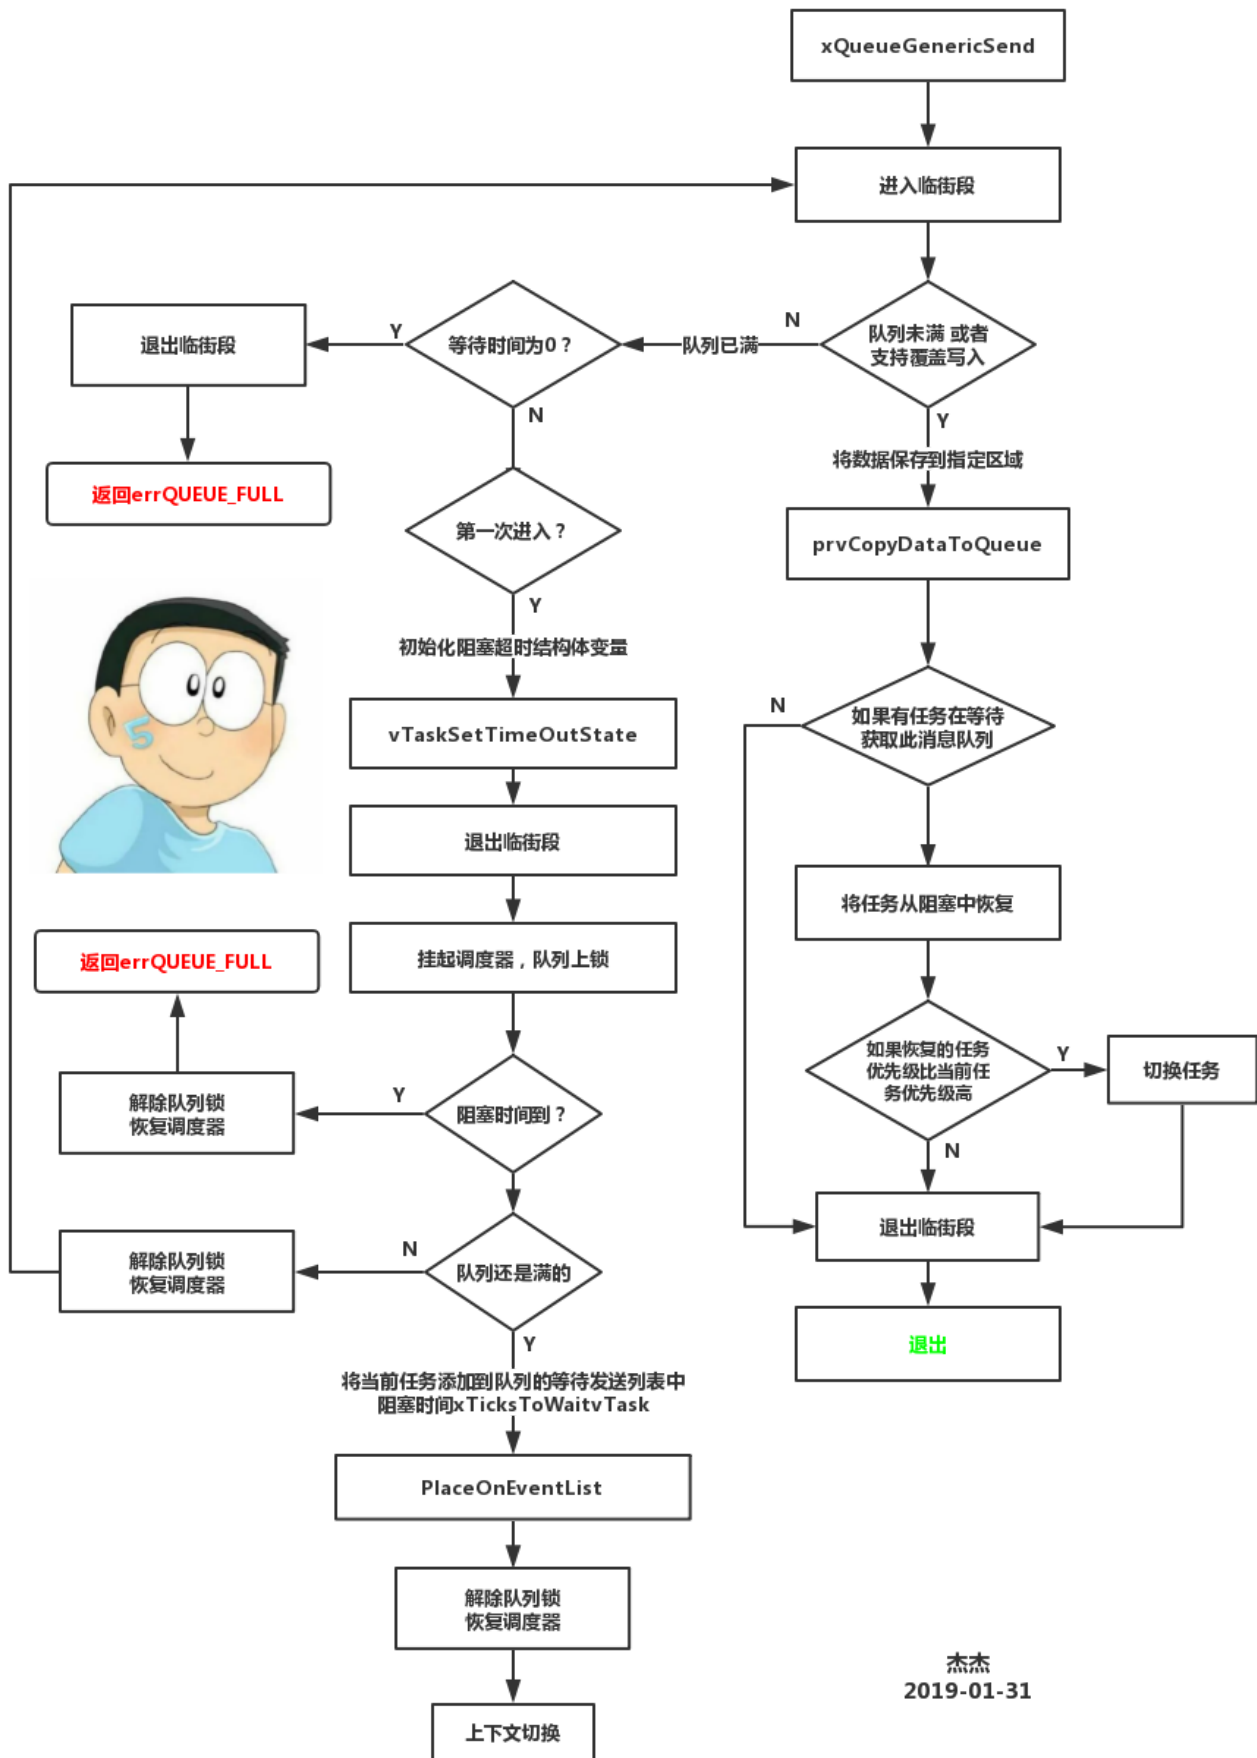 xQueueGenericSend
进入临街段
队列未满 或者
支持覆盖写入
N
队列已满
等待时间为0？
Y
退出临街段
返回errQUEUE_FULL
N
第一次进入？
Y
初始化阻塞超时结构体变量
vTaskSetTimeOutState
退出临街段
挂起调度器，队列上锁
阻塞时间到？
Y
解除队列锁
恢复调度器
返回errQUEUE_FULL
队列还是满的
N
解除队列锁
恢复调度器
Y
将当前任务添加到队列的等待发送列表中
阻塞时间xTicksToWaitvTask
PlaceOnEventList
解除队列锁
恢复调度器
上下文切换
Y
将数据保存到指定区域
prvCopyDataToQueue
如果有任务在等待
获取此消息队列
N
将任务从阻塞中恢复
如果恢复的任务
优先级比当前任
务优先级高
Y
切换任务
N
退出临街段
退出
5
杰杰
2019-01-31